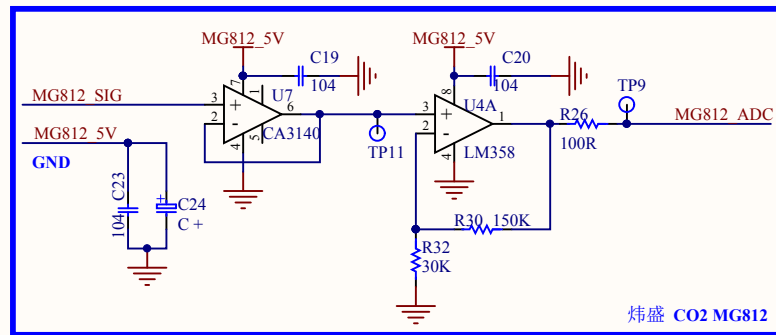 MG812_5V
MG812_5V
C19
104
C20
104
TP9
MG812_SIG
3
2
7
1
6
4
5
+
-
U7
CA3140
TP11
3
2
8
1
4
+
-
U4A
LM358
R26
100R
MG812_ADC
MG812_5V
GND
C23
104
+
C24
C +
R30
150K
R32
30K
炜盛 CO2 MG812